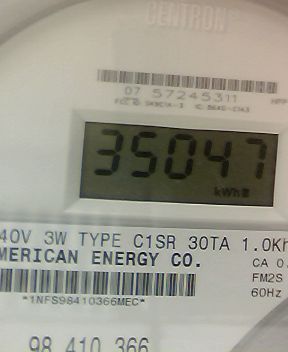 CENTRON
07 57245311
35047
kWh
40V 3W TYPE C1SR 30TA 1.0Kh
MERICAN ENERGY CO.
CA 0.
FM2S
60Hz
*1NFS98410366MEC*
98 410 366